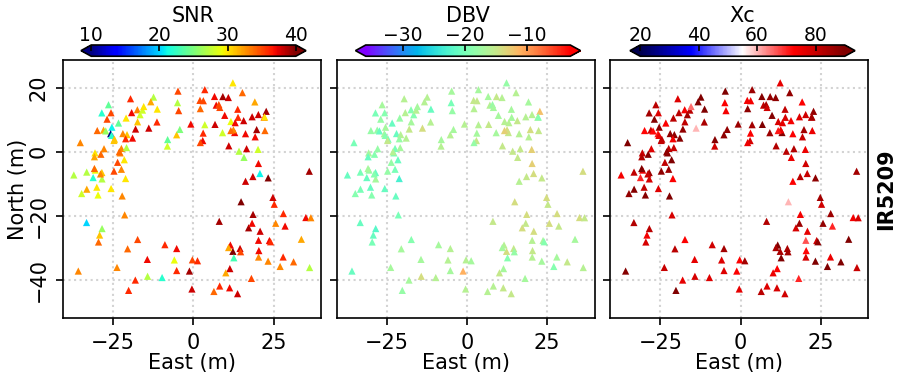 SNR DBV Xc
10 20 30 40 −30 −20 −10 20 40 60 80
North (m)
20
0
−20
−40
−25 0 25 −25 0 25 −25 0 25
East (m) East (m) East (m)
IR5209